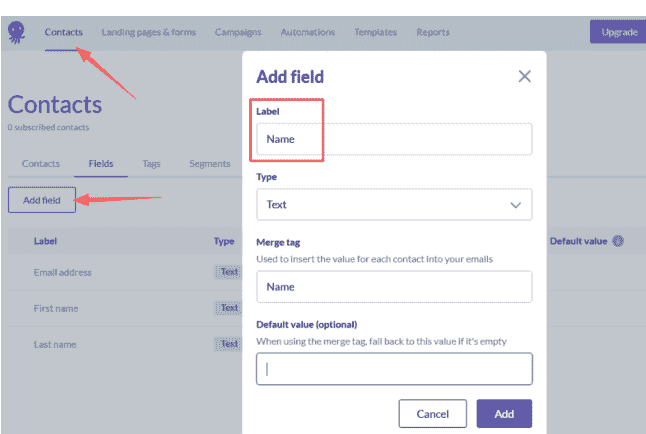 Contacts Landing pages & forms Campaigns Automations Templates Reports Upgrade
Contacts
0 subscribed contacts
Contacts Fields Tags Segments
Add field
Label Type Default value
Email address Text
First name Text
Last name Text
Add field
Label
Name
Type
Text
Merge tag
Used to insert the value for each contact into your emails
Name
Default value (optional)
When using the merge tag, fall back to this value if it's empty
Cancel Add